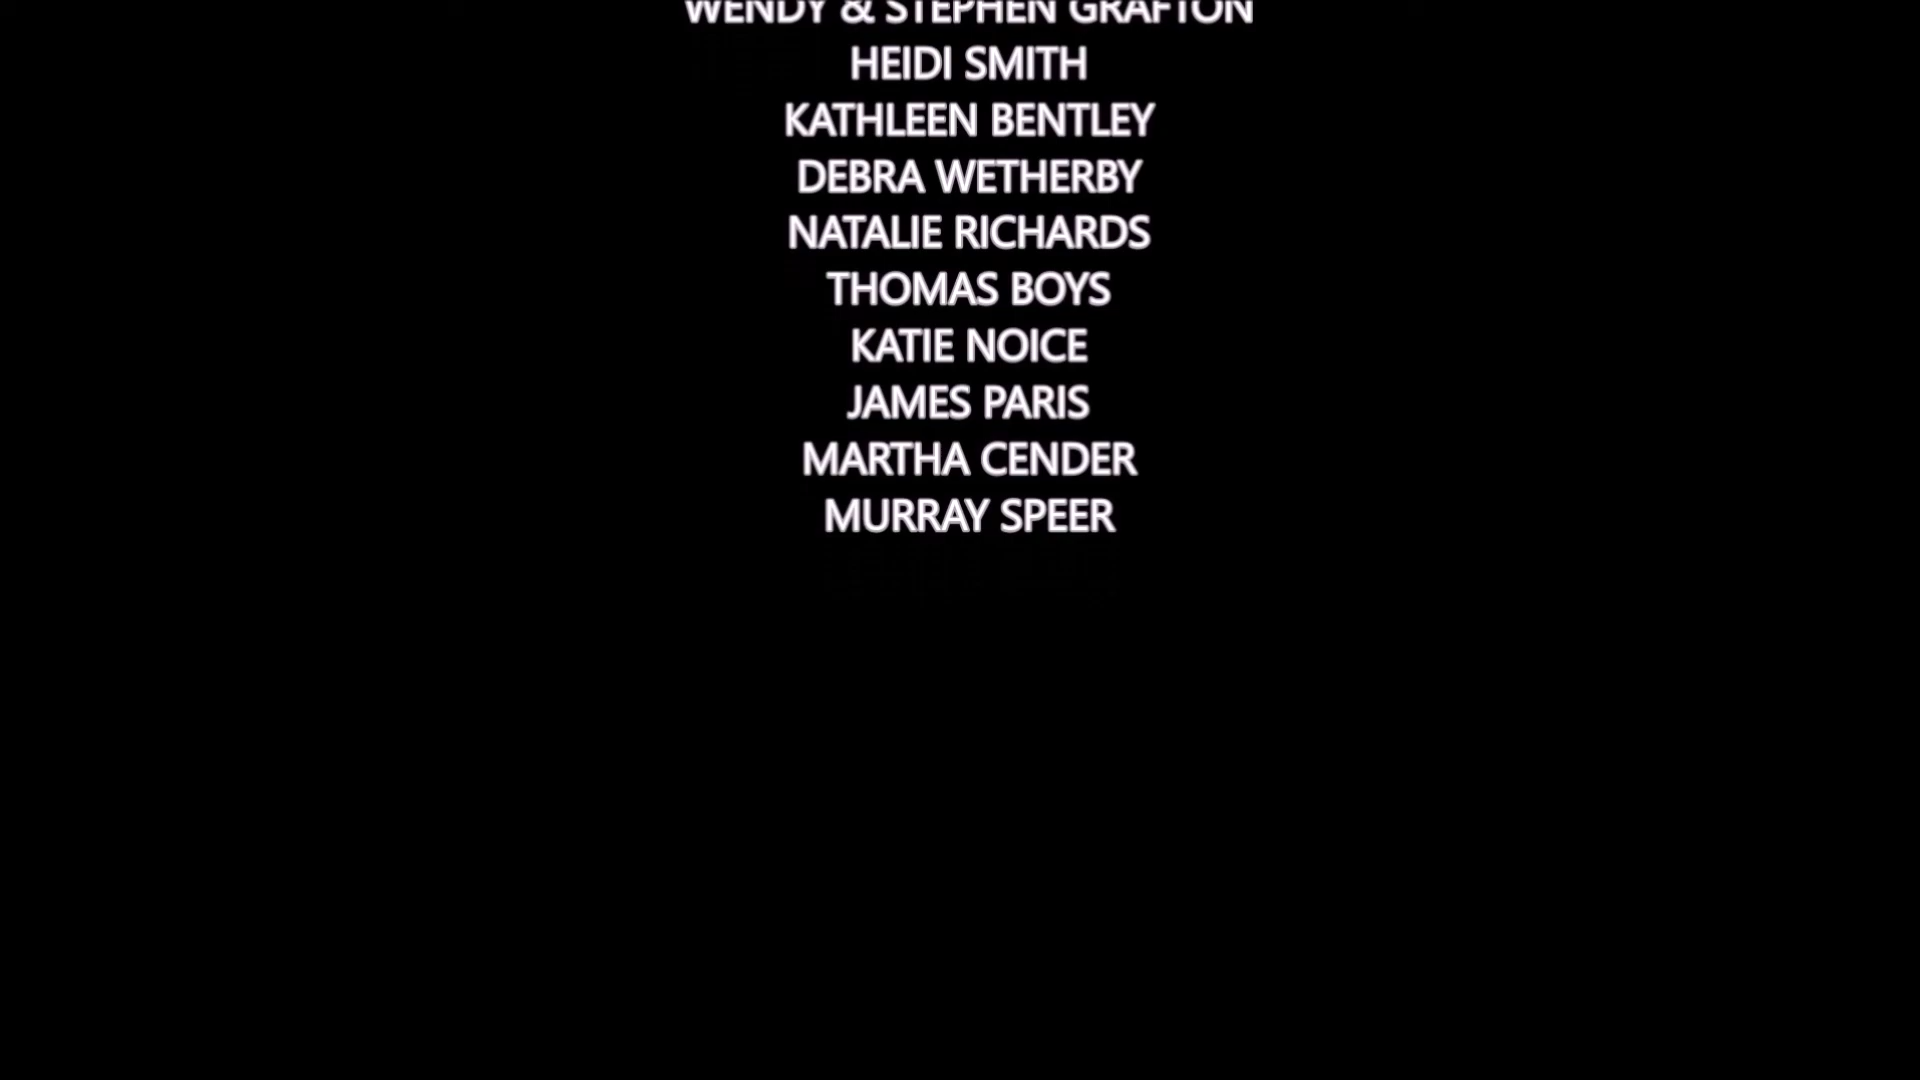 WENDY & STEPHEN GRAFTON
HEIDI SMITH
KATHLEEN BENTLEY
DEBRA WETHERBY
NATALIE RICHARDS
THOMAS BOYS
KATIE NOICE
JAMES PARIS
MARTHA CENDER
MURRAY SPEER